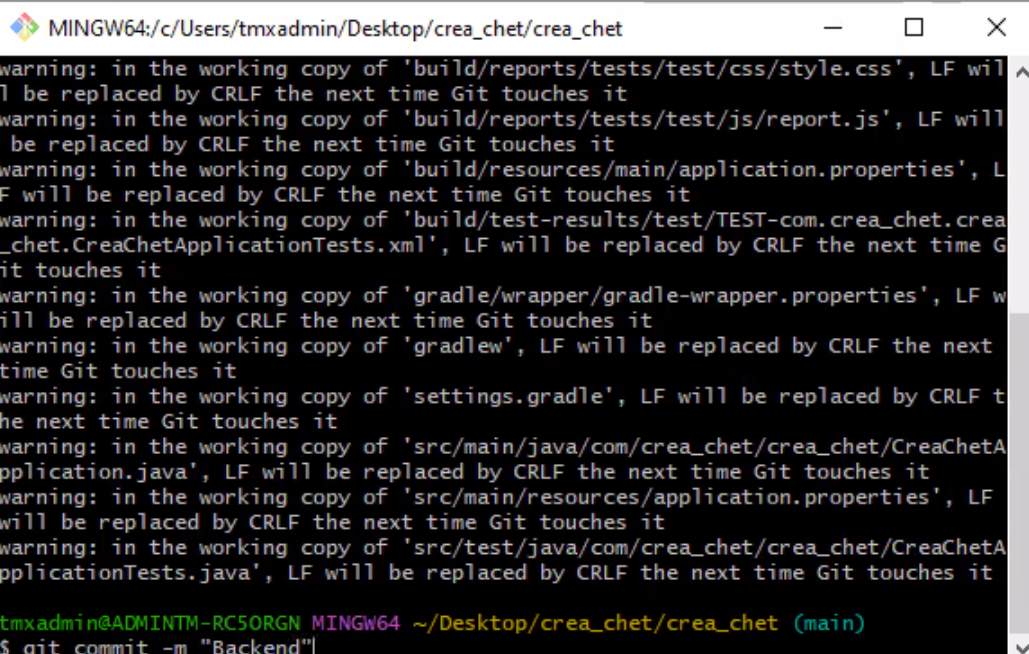 MINGW64:/c/Users/tmxadmin/Desktop/crea_chet/crea_chet
warning: in the working copy of 'build/reports/tests/test/css/style.css', LF wil
l be replaced by CRLF the next time Git touches it
warning: in the working copy of 'build/reports/tests/test/js/report.js', LF will
 be replaced by CRLF the next time Git touches it
warning: in the working copy of 'build/resources/main/application.properties', L
F will be replaced by CRLF the next time Git touches it
warning: in the working copy of 'build/test-results/test/TEST-com.crea_chet.crea
_chet.CreaChetApplicationTests.xml', LF will be replaced by CRLF the next time G
it touches it
warning: in the working copy of 'gradle/wrapper/gradle-wrapper.properties', LF w
ill be replaced by CRLF the next time Git touches it
warning: in the working copy of 'gradlew', LF will be replaced by CRLF the next
time Git touches it
warning: in the working copy of 'settings.gradle', LF will be replaced by CRLF t
he next time Git touches it
warning: in the working copy of 'src/main/java/com/crea_chet/crea_chet/CreaChetA
pplication.java', LF will be replaced by CRLF the next time Git touches it
warning: in the working copy of 'src/main/resources/application.properties', LF
will be replaced by CRLF the next time Git touches it
warning: in the working copy of 'src/test/java/com/crea_chet/crea_chet/CreaChetA
pplicationTests.java', LF will be replaced by CRLF the next time Git touches it
tmxadmin@ADMINTM-RC5ORGN MINGW64 ~/Desktop/crea_chet/crea_chet (main)
$ git commit -m "Backend"